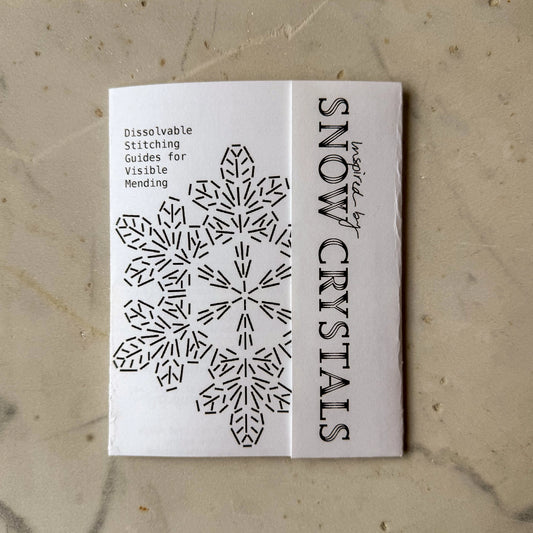 Dissolvable
Stitching
Guides for
Visible
Mending
Inspired by
SNOW CRYSTALS